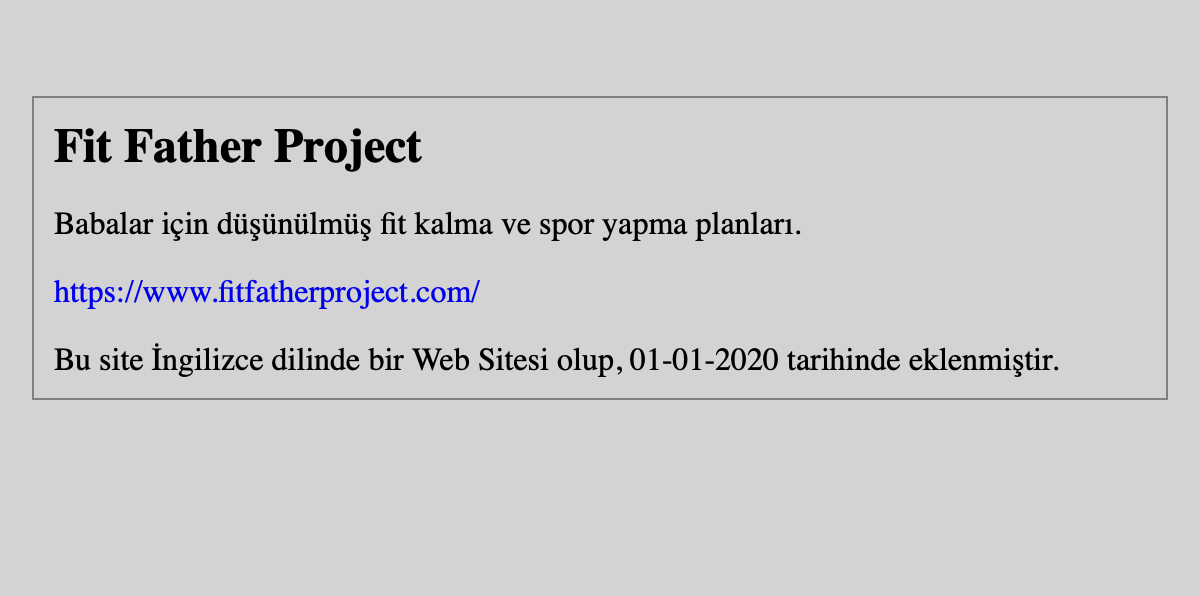 Fit Father Project
Babalar için düşünülmüş fit kalma ve spor yapma planları.
https://www.fitfatherproject.com/
Bu site İngilizce dilinde bir Web Sitesi olup, 01-01-2020 tarihinde eklenmiştir.